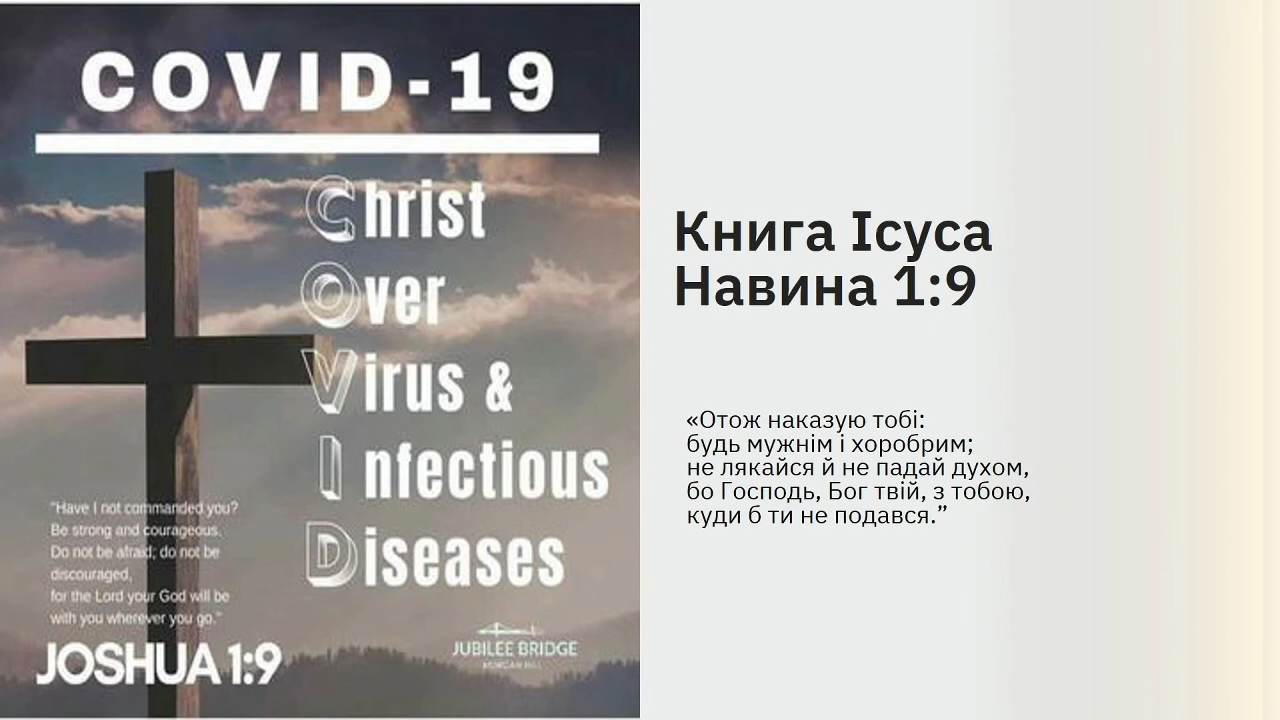 COVID-19
Christ
Over
Virus &
Infectious
Diseases
"Have I not commanded you?
Be strong and courageous.
Do not be afraid; do not be
discouraged,
for the Lord your God will be
with you wherever you go."
JOSHUA 1:9
JUBILEE BRIDGE
MORGAN HILL
Книга Ісуса
Навина 1:9
«Отож наказую тобі:
будь мужнім і хоробрим;
не лякайся й не падай духом,
бо Господь, Бог твій, з тобою,
куди б ти не подався.”